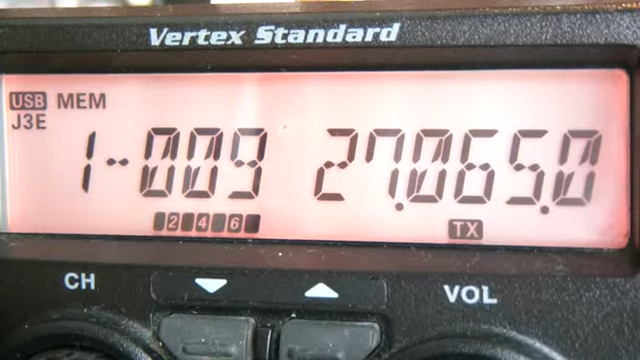 Vertex Standard
USB MEM
J3E
1-009 27.065.0
2 4 6
TX
CH VOL